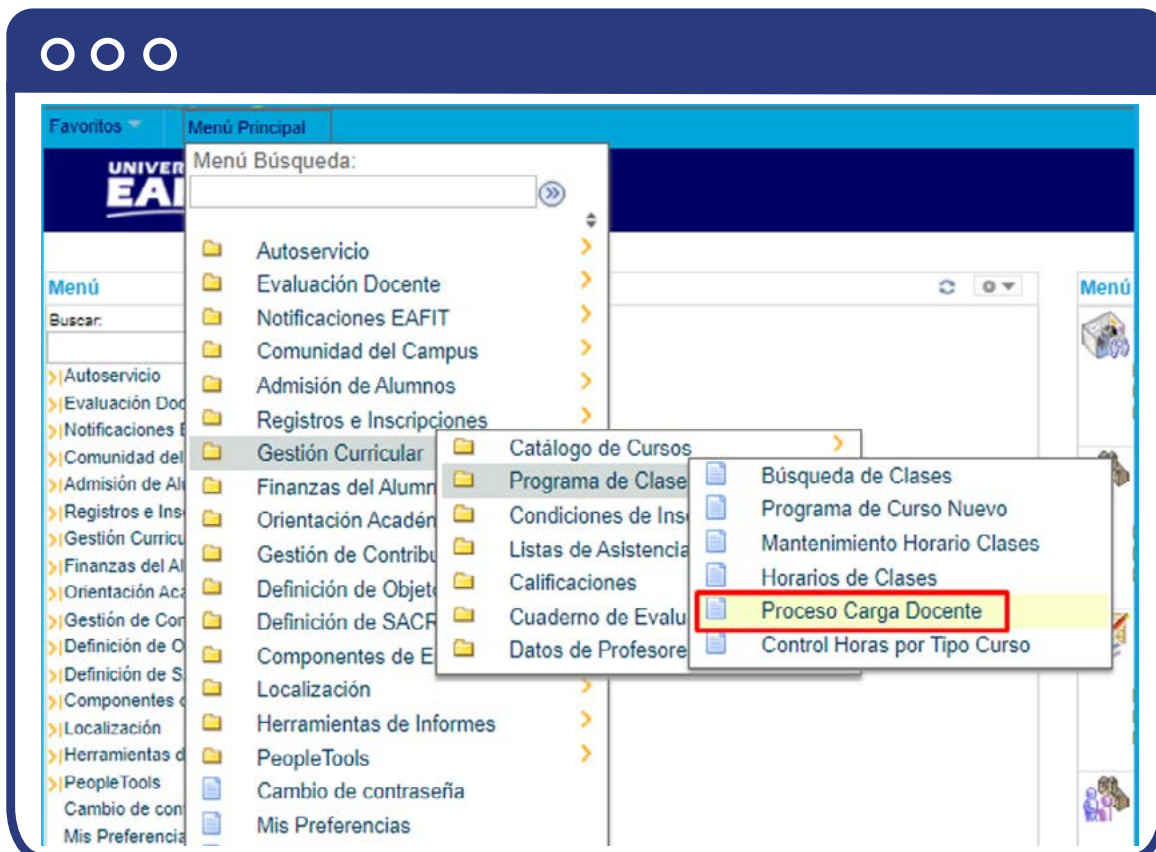 Favoritos
Menú Principal
UNIVER
EAI
Menú Búsqueda:
Autoservicio
Evaluación Docente
Notificaciones EAFIT
Comunidad del Campus
Admisión de Alumnos
Registros e Inscripciones
Gestión Curricular
Finanzas del Alumn
Orientación Académ
Gestión de Contribu
Definición de Objet
Definición de SACR
Componentes de E
Localización
Herramientas de Informes
PeopleTools
Cambio de contraseña
Mis Preferencias
Catálogo de Cursos
Programa de Clase
Condiciones de Ins
Listas de Asistencia
Calificaciones
Cuaderno de Evalu
Datos de Profesore
Búsqueda de Clases
Programa de Curso Nuevo
Mantenimiento Horario Clases
Horarios de Clases
Proceso Carga Docente
Control Horas por Tipo Curso
Menú
Buscar:
Autoservicio
Evaluación Doc
Notificaciones E
Comunidad del
Admisión de Al
Registros e Ins
Gestión Curricu
Finanzas del Al
Orientación Aca
Gestión de Con
Definición de O
Definición de S
Componentes d
Localización
Herramientas d
PeopleTools
Cambio de con
Mis Preferencia
Menú